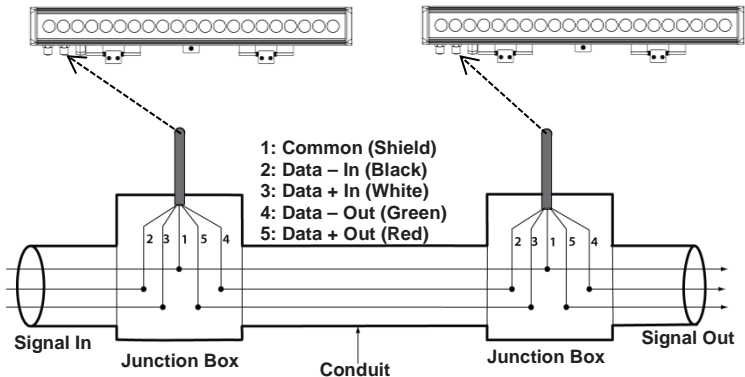 1: Common (Shield)
2: Data – In (Black)
3: Data + In (White)
4: Data – Out (Green)
5: Data + Out (Red)
2 3 1 5 4
2 3 1 5 4
Signal In
Junction Box
Conduit
Junction Box
Signal Out